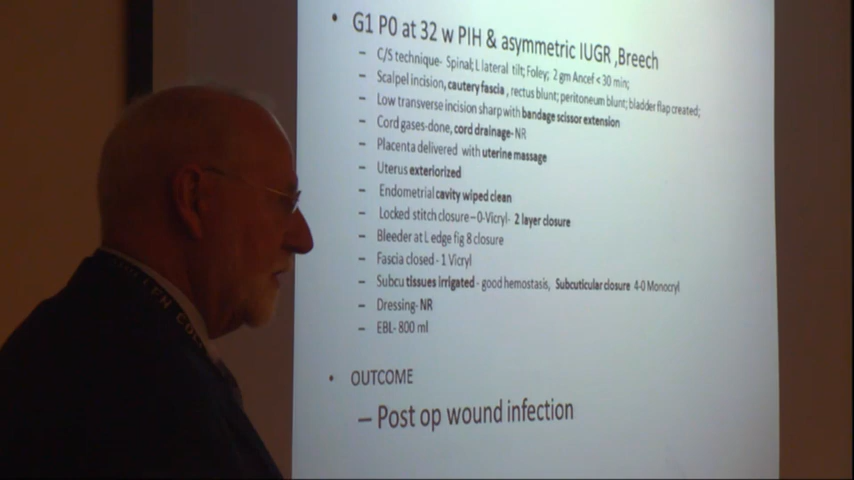 • G1 P0 at 32 w PIH & asymmetric IUGR ,Breech
– C/S technique- Spinal; L lateral tilt; Foley; 2 gm Ancef < 30 min;
– Scalpel incision, cautery fascia , rectus blunt; peritoneum blunt; bladder flap created;
– Low transverse incision sharp with bandage scissor extension
– Cord gases-done, cord drainage-NR
– Placenta delivered with uterine massage
– Uterus exteriorized
– Endometrial cavity wiped clean
– Locked stitch closure – 0-Vicryl- 2 layer closure
– Bleeder at L edge fig 8 closure
– Fascia closed - 1 Vicryl
– Subcu tissues irrigated - good hemostasis, Subcuticular closure 4-0 Monocryl
– Dressing- NR
– EBL- 800 ml
• OUTCOME
– Post op wound infection